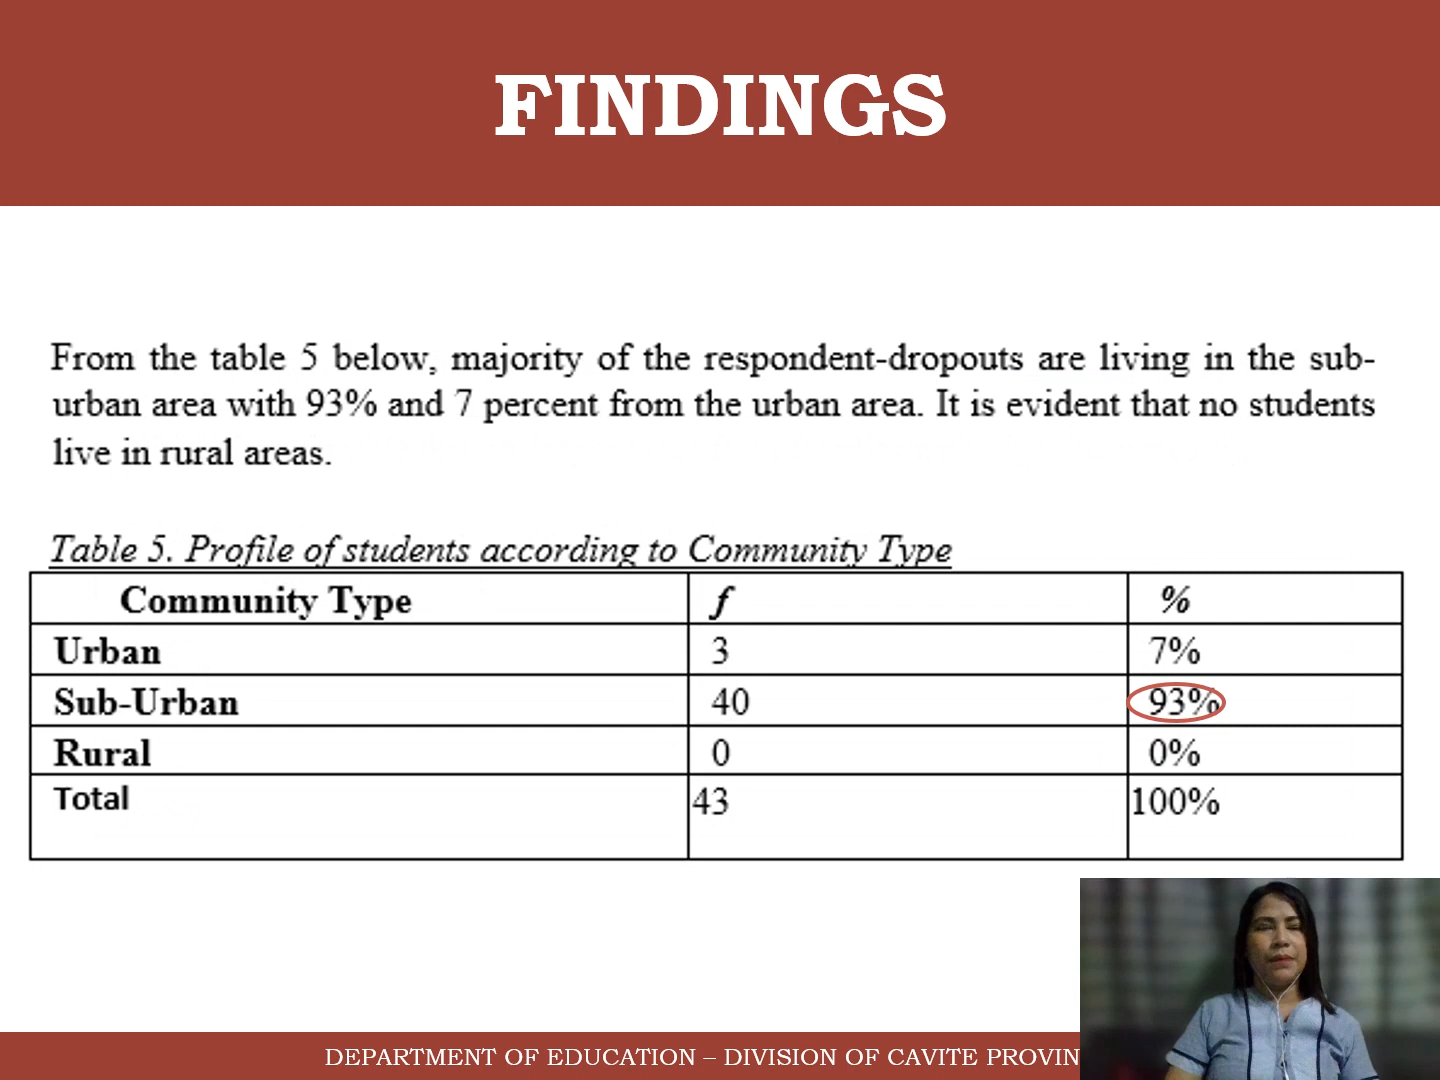 FINDINGS
From the table 5 below, majority of the respondent-dropouts are living in the sub-
urban area with 93% and 7 percent from the urban area. It is evident that no students
live in rural areas.
Table 5. Profile of students according to Community Type
Community Type f %
Urban 3 7%
Sub-Urban 40 93%
Rural 0 0%
Total 43 100%
DEPARTMENT OF EDUCATION – DIVISION OF CAVITE PROVIN